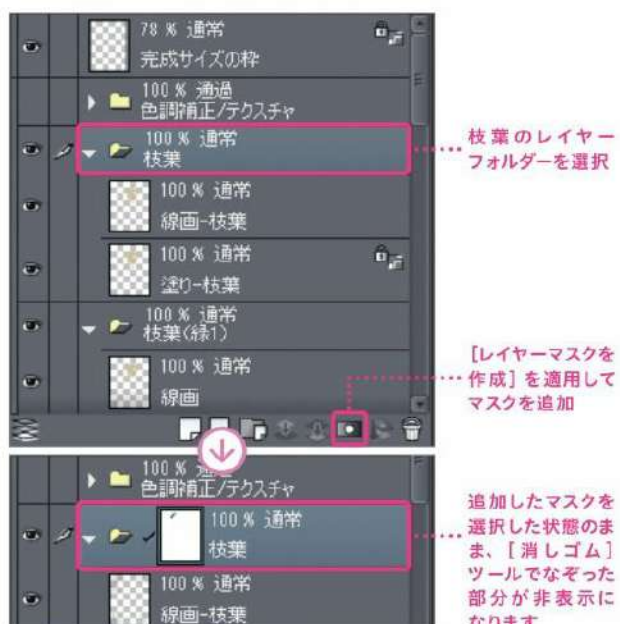 78 % 通常
完成サイズの枠
100 % 通過
色調補正/テクスチャ
100 % 通常
枝葉
100 % 通常
線画-枝葉
100 % 通常
塗り-枝葉
100 % 通常
枝葉(緑1)
100 % 通常
線画
枝葉のレイヤー
フォルダーを選択
[レイヤーマスクを
作成] を適用して
マスクを追加
100 %
色調補正/テクスチャ
100 % 通常
枝葉
100 % 通常
線画-枝葉
追加したマスクを
選択した状態のま
ま、[消しゴム]
ツールでなぞった
部分が非表示に
なります